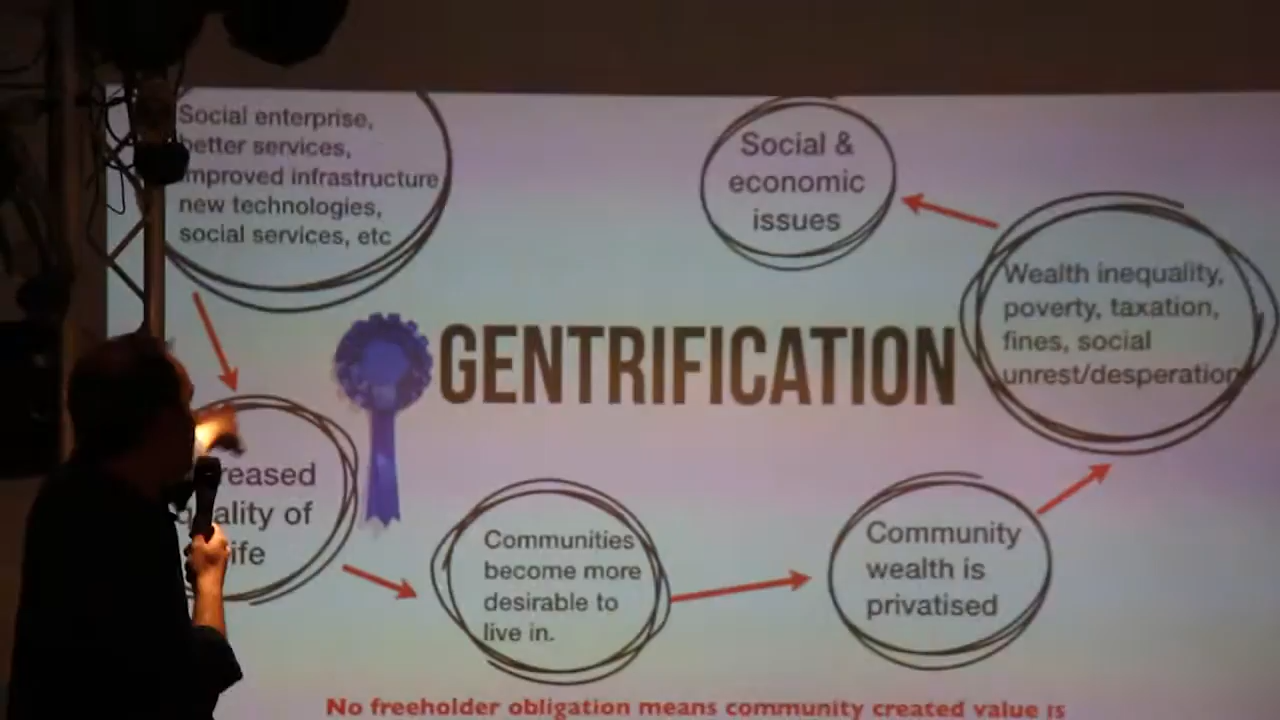 Social enterprise,
better services,
improved infrastructure
new technologies,
social services, etc
Social &
economic
issues
Wealth inequality,
poverty, taxation,
fines, social
unrest/desperation
GENTRIFICATION
of
life
Communities
become more
desirable to
live in.
Community
wealth is
privatised
No freeholder obligation means community created value is